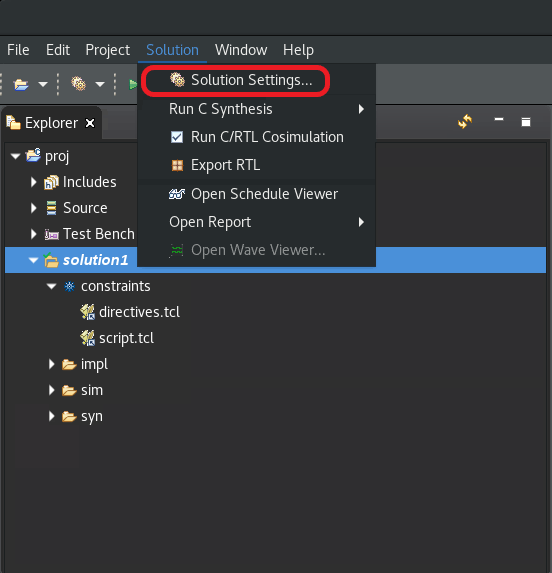 File Edit Project Solution Window Help
Solution Settings...
Run C Synthesis
Run C/RTL Cosimulation
Export RTL
Open Schedule Viewer
Open Report
Open Wave Viewer...
Explorer
proj
Includes
Source
Test Bench
solution1
constraints
directives.tcl
script.tcl
impl
sim
syn